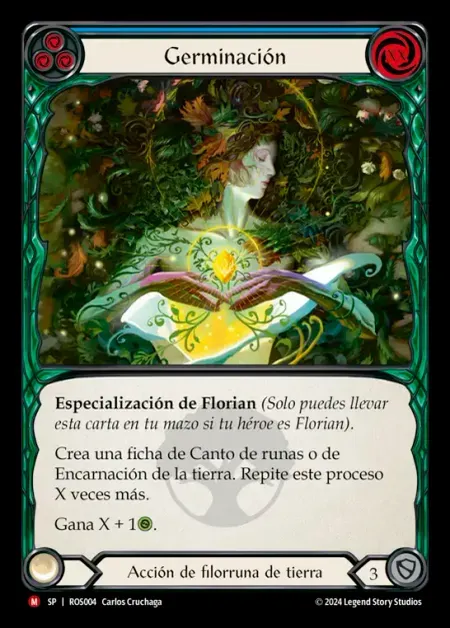 XX
Germinación
Especialización de Florian (Solo puedes llevar
esta carta en tu mazo si tu héroe es Florian).
Crea una ficha de Canto de runas o de
Encarnación de la tierra. Repite este proceso
X veces más.
Gana X + 1
Acción de filorruna de tierra
3
M SP | ROS004 Carlos Cruchaga
© 2024 Legend Story Studios